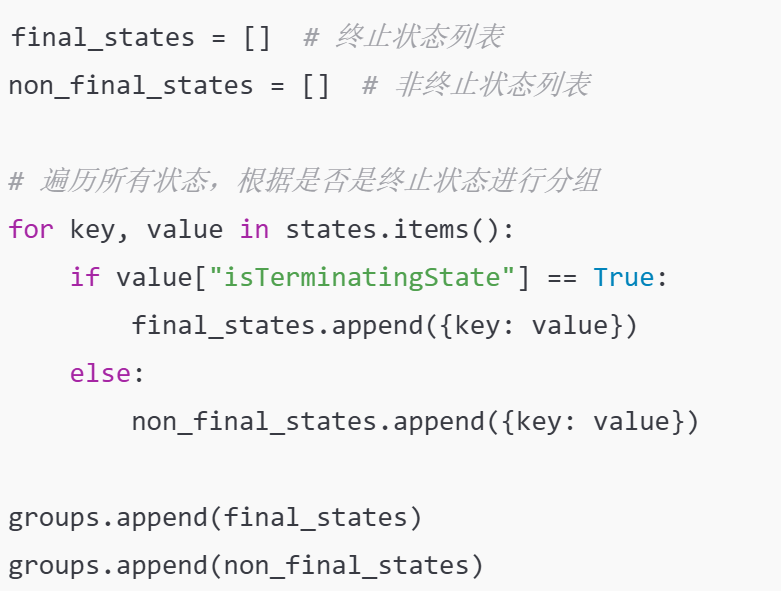 final_states = []  # 终止状态列表
non_final_states = []  # 非终止状态列表

# 遍历所有状态，根据是否是终止状态进行分组
for key, value in states.items():
    if value["isTerminatingState"] == True:
        final_states.append({key: value})
    else:
        non_final_states.append({key: value})

groups.append(final_states)
groups.append(non_final_states)